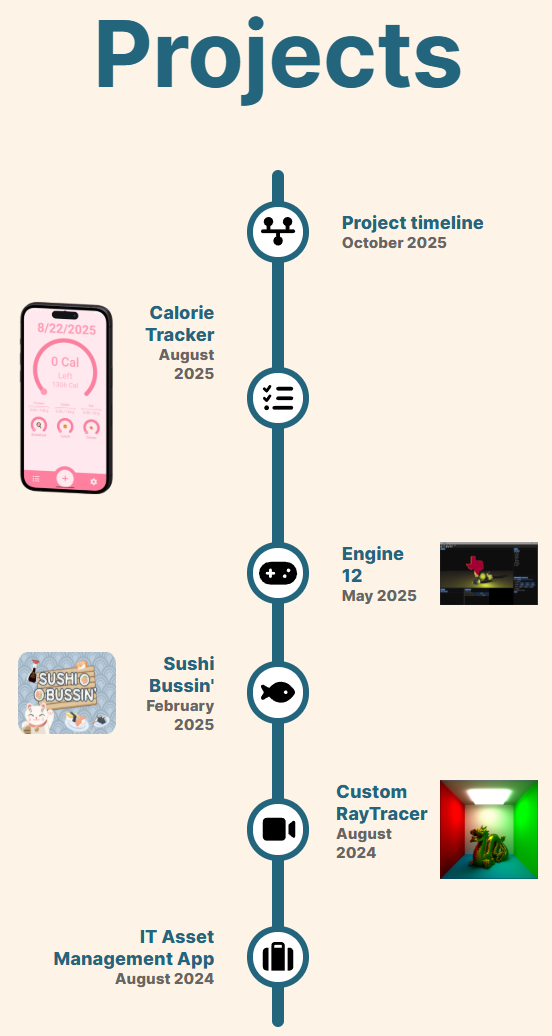 Projects
Project timeline
October 2025
Calorie
Tracker
August
2025
8/22/2025
0 Cal
Left
Engine
12
May 2025
Sushi
Bussin'
February
2025
SUSHI
BUSSIN'
Custom
RayTracer
August
2024
IT Asset
Management App
August 2024